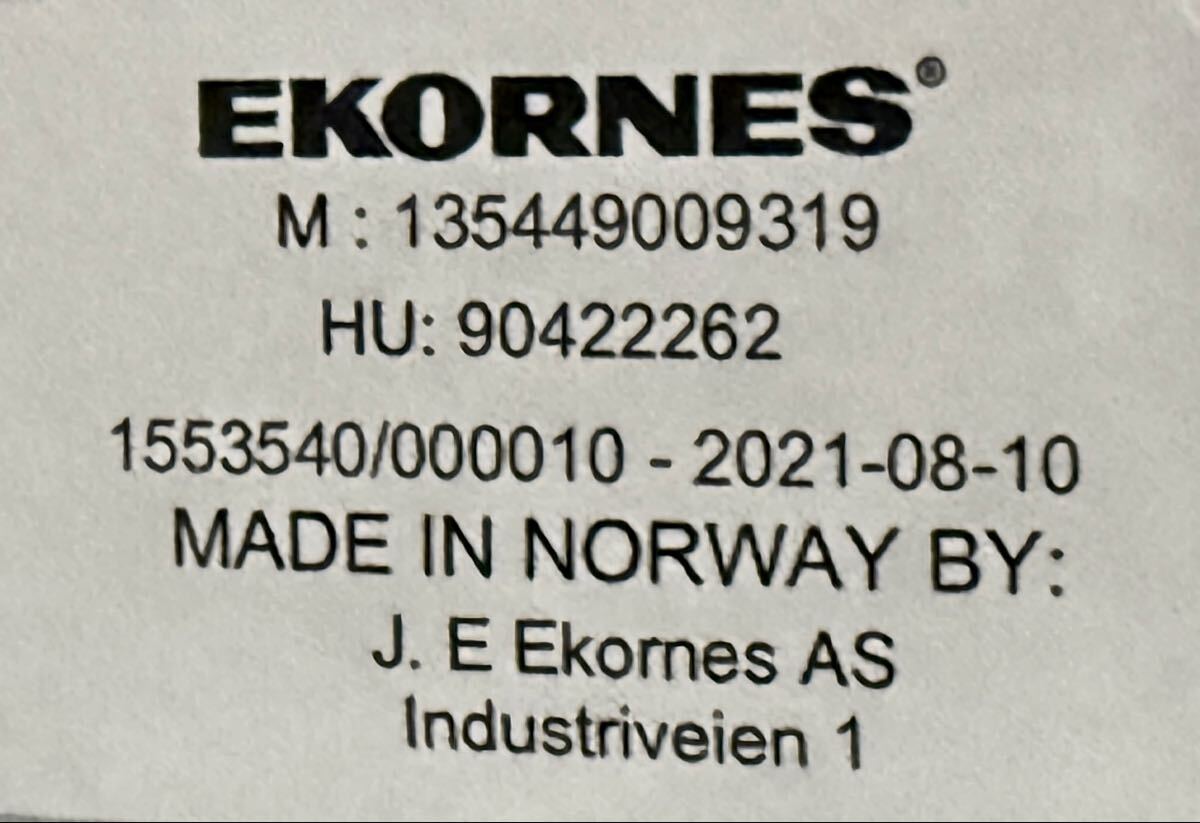 EKORNES®
M : 135449009319
HU: 90422262
1553540/000010 - 2021-08-10
MADE IN NORWAY BY:
J. E Ekornes AS
Industriveien 1